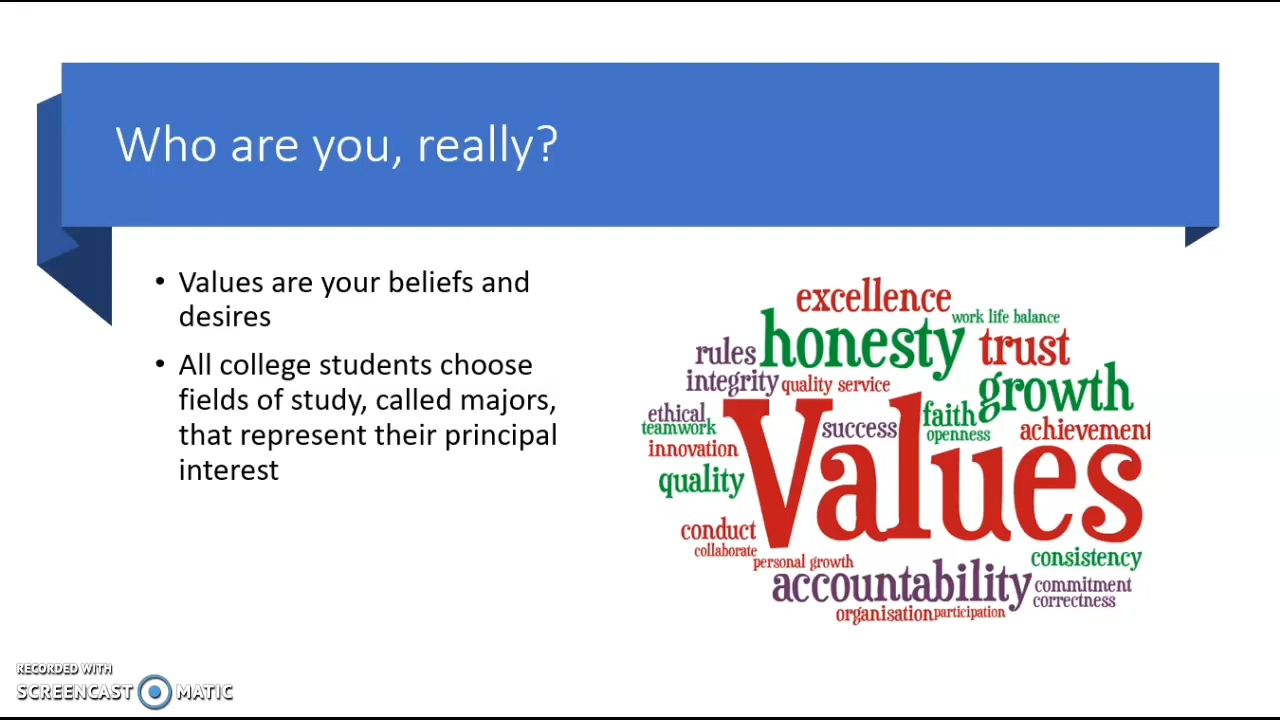 Who are you, really?
• Values are your beliefs and
desires
• All college students choose
fields of study, called majors,
that represent their principal
interest
excellence
work life balance
honesty
rules
trust
integrity
quality service
growth
ethical
teamwork
success
faith
openness
achievement
innovation
quality
Values
conduct
collaborate
personal growth
consistency
accountability
commitment
correctness
organisation
participation
RECORDED WITH
SCREENCAST MATIC